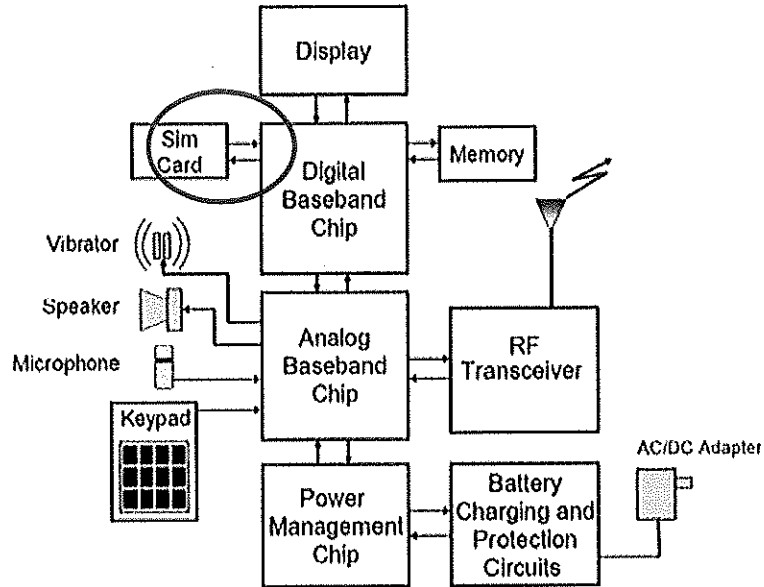 Display
Sim
Card
Digital
Baseband
Chip
Memory
Vibrator
Speaker
Microphone
Keypad
Analog
Baseband
Chip
RF
Transceiver
AC/DC Adapter
Power
Management
Chip
Battery
Charging and
Protection
Circuits